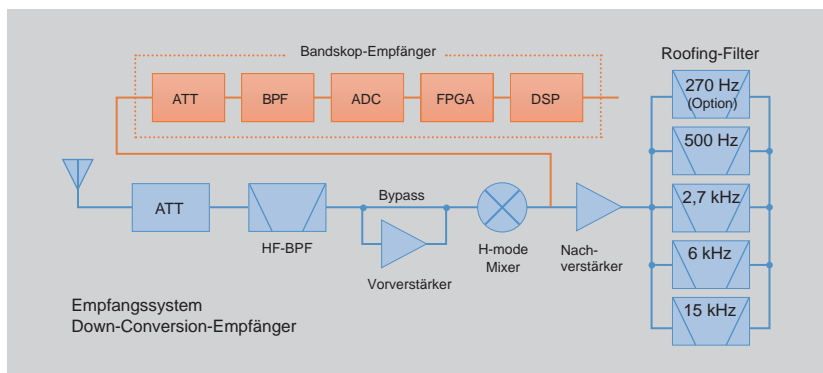 Bandskop-Empfänger
Roofing-Filter
ATT
BPF
ADC
FPGA
DSP
270 Hz
(Option)
500 Hz
2,7 kHz
6 kHz
15 kHz
ATT
HF-BPF
Bypass
Vorverstärker
H-mode
Mixer
Nach-
verstärker
Empfangssystem
Down-Conversion-Empfänger